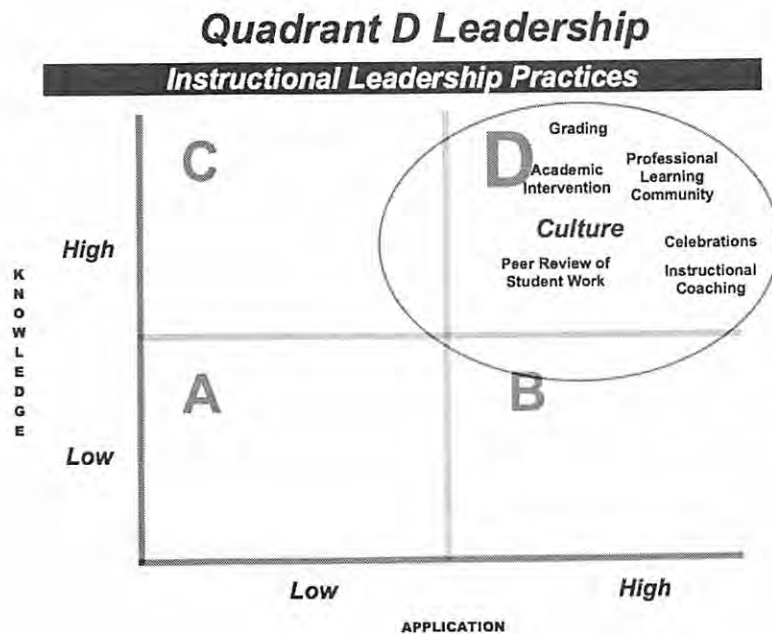 Quadrant D Leadership
Instructional Leadership Practices
C
D
Grading
Academic
Intervention
Professional
Learning
Community
Culture
Celebrations
Peer Review of
Student Work
Instructional
Coaching
High
KNOWLEDGE
A
B
Low
Low
High
APPLICATION